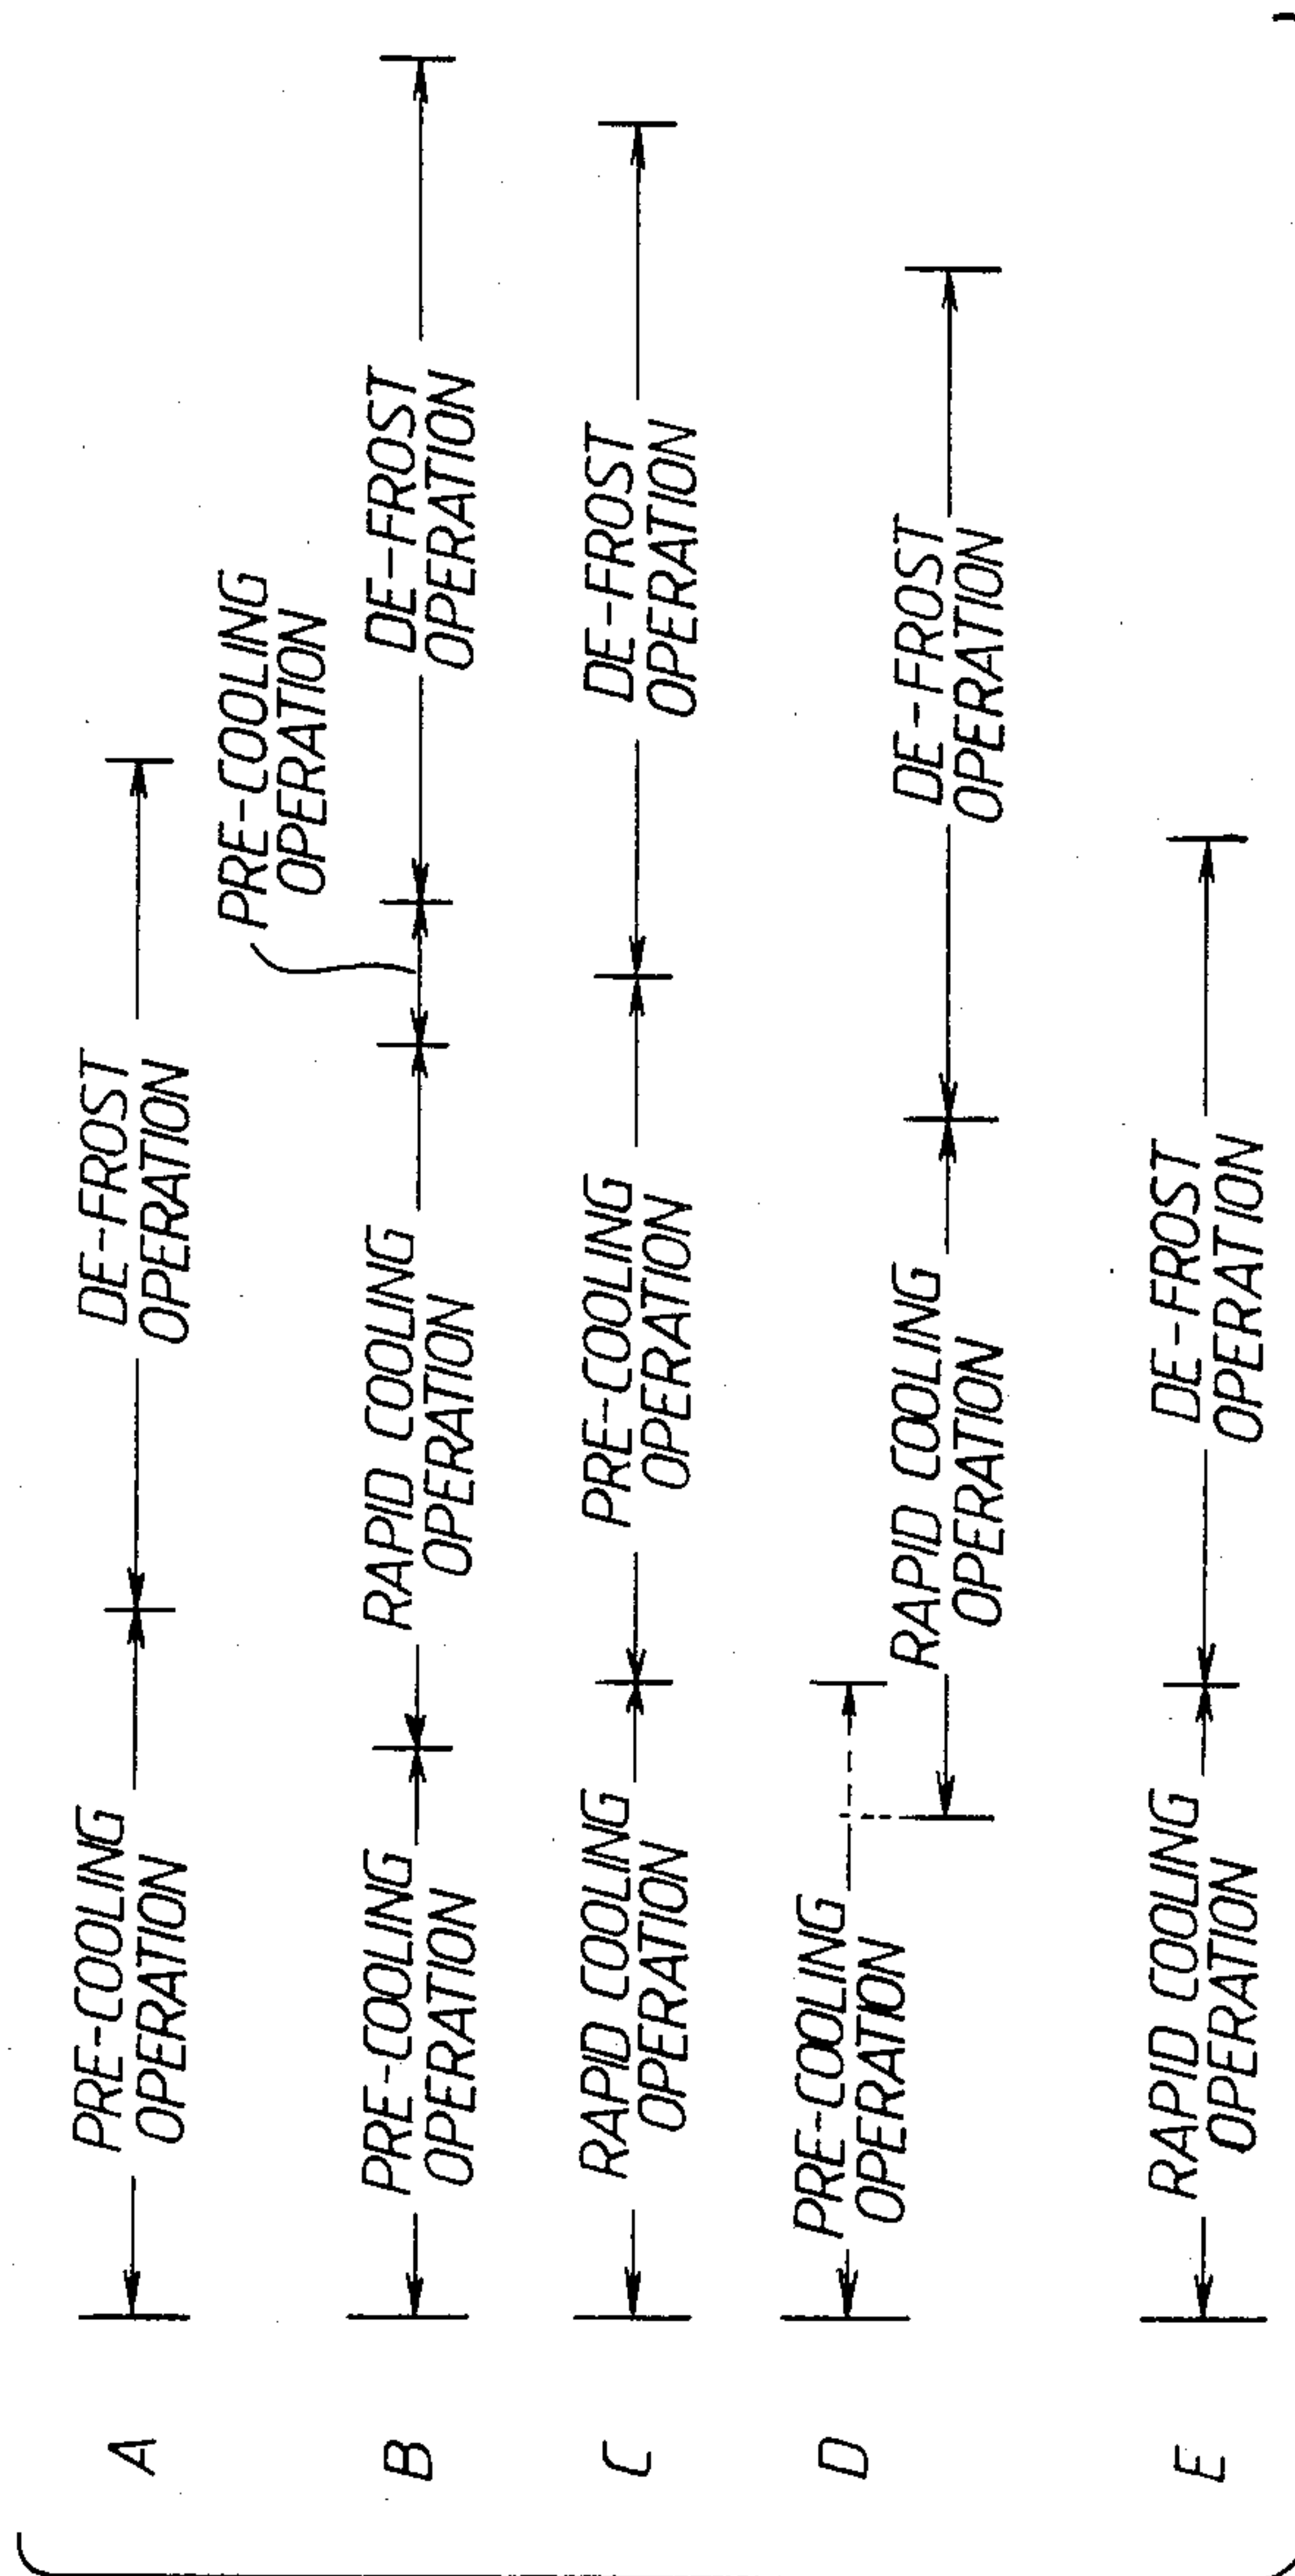 A
PRE-COOLING
OPERATION
DE-FROST
OPERATION
B
PRE-COOLING
OPERATION
RAPID COOLING
OPERATION
PRE-COOLING
OPERATION
DE-FROST
OPERATION
C
RAPID COOLING
OPERATION
PRE-COOLING
OPERATION
DE-FROST
OPERATION
D
PRE-COOLING
OPERATION
RAPID COOLING
OPERATION
DE-FROST
OPERATION
E
RAPID COOLING
OPERATION
DE-FROST
OPERATION